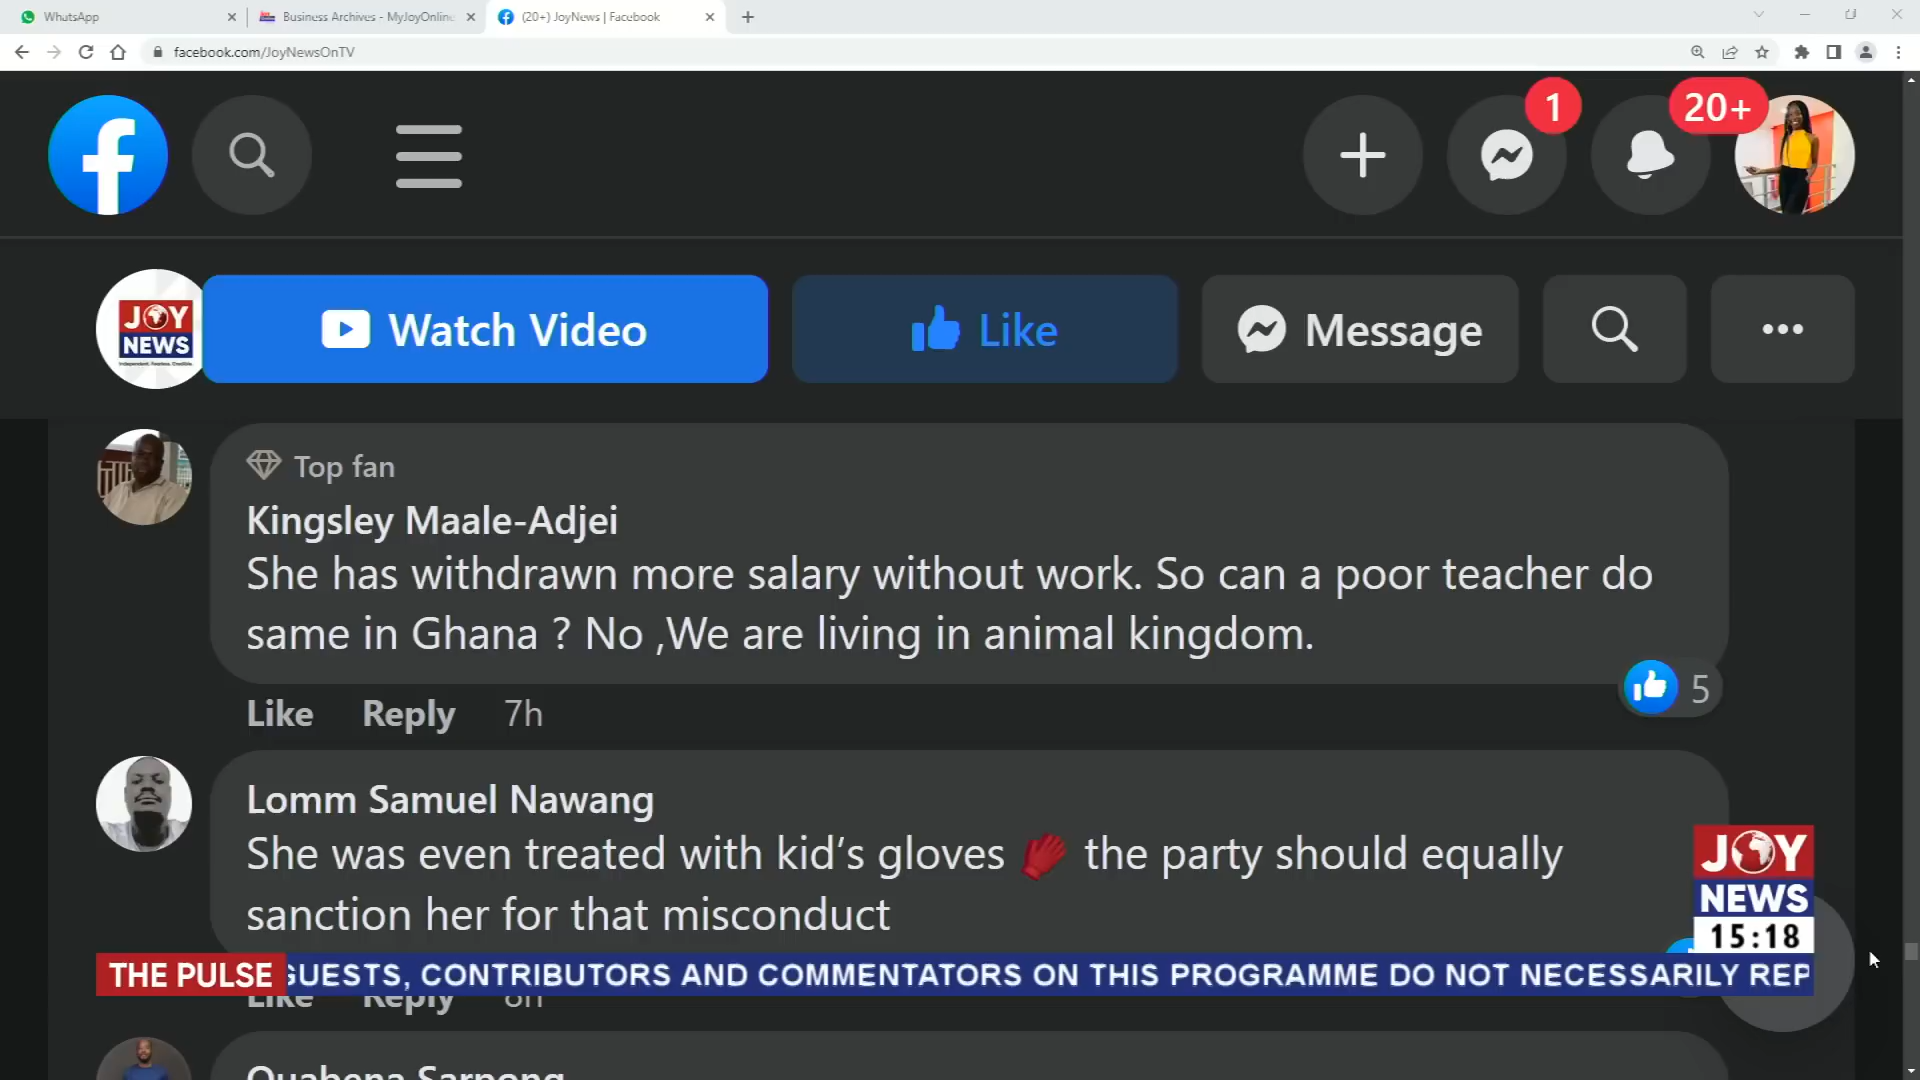 WhatsApp
Business Archives - MyJoyOnline
(20+) JoyNews | Facebook
facebook.com/JoyNewsOnTV
1
20+
JOY
NEWS
Watch Video
Like
Message
Top fan
Kingsley Maale-Adjei
She has withdrawn more salary without work. So can a poor teacher do
same in Ghana ? No ,We are living in animal kingdom.
5
Like Reply 7h
Lomm Samuel Nawang
She was even treated with kid’s gloves the party should equally
sanction her for that misconduct
JOY
NEWS
15:18
THE PULSE GUESTS, CONTRIBUTORS AND COMMENTATORS ON THIS PROGRAMME DO NOT NECESSARILY REP
Like Reply 8h
Quabena Sarpong